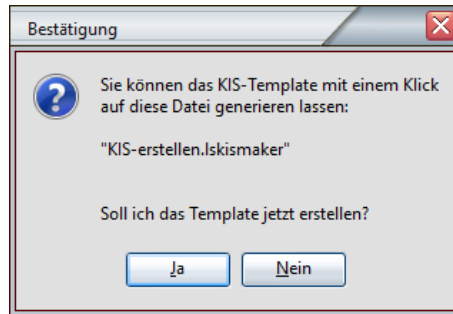 Bestätigung
Sie können das KIS-Template mit einem Klick
auf diese Datei generieren lassen:
"KIS-erstellen.lskismaker"
Soll ich das Template jetzt erstellen?
Ja
Nein